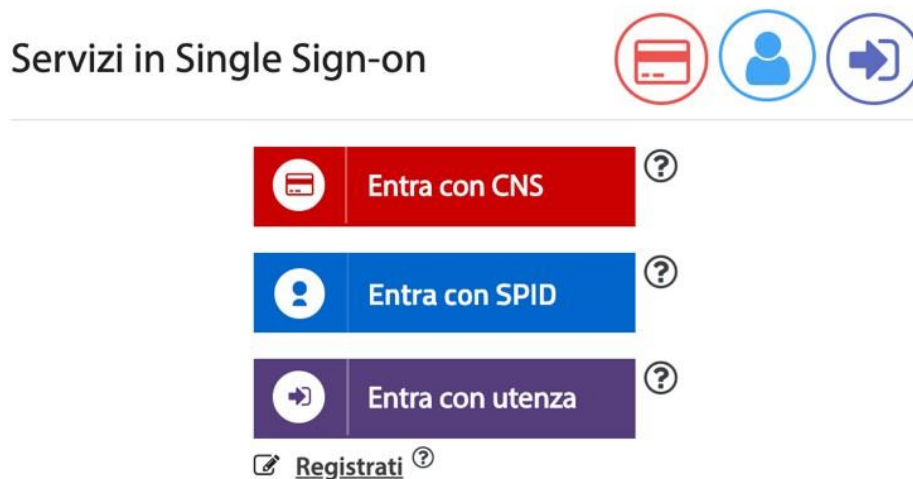 Servizi in Single Sign-on
Entra con CNS
?
Entra con SPID
?
Entra con utenza
?
Registrati ?